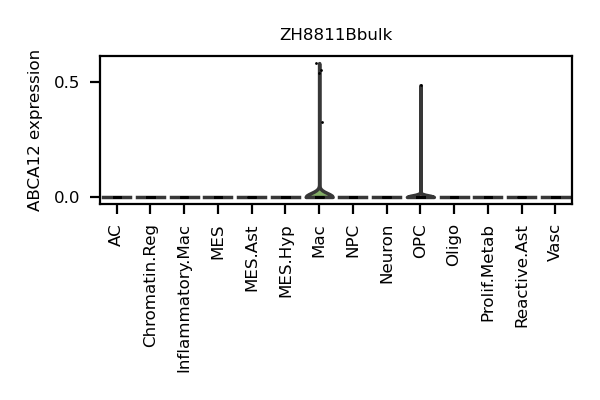 ZH8811Bbulk
ABCA12 expression
0.5
0.0
AC
Chromatin.Reg
Inflammatory.Mac
MES
MES.Ast
MES.Hyp
Mac
NPC
Neuron
OPC
Oligo
Prolif.Metab
Reactive.Ast
Vasc